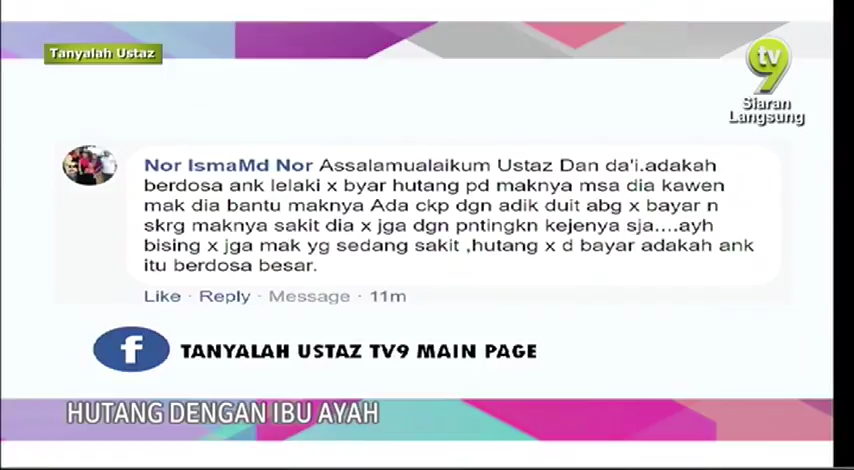 Tanyalah Ustaz
tv9
Siaran
Langsung
Nor IsmaMd Nor Assalamualaikum Ustaz Dan da'i.adakah
berdosa ank lelaki x byar hutang pd maknya msa dia kawen
mak dia bantu maknya Ada ckp dgn adik duit abg x bayar n
skrg maknya sakit dia x jga dgn pntingkn kejenya sja....ayh
bising x jga mak yg sedang sakit ,hutang x d bayar adakah ank
itu berdosa besar.
Like · Reply · Message · 11m
f TANYALAH USTAZ TV9 MAIN PAGE
HUTANG DENGAN IBU AYAH